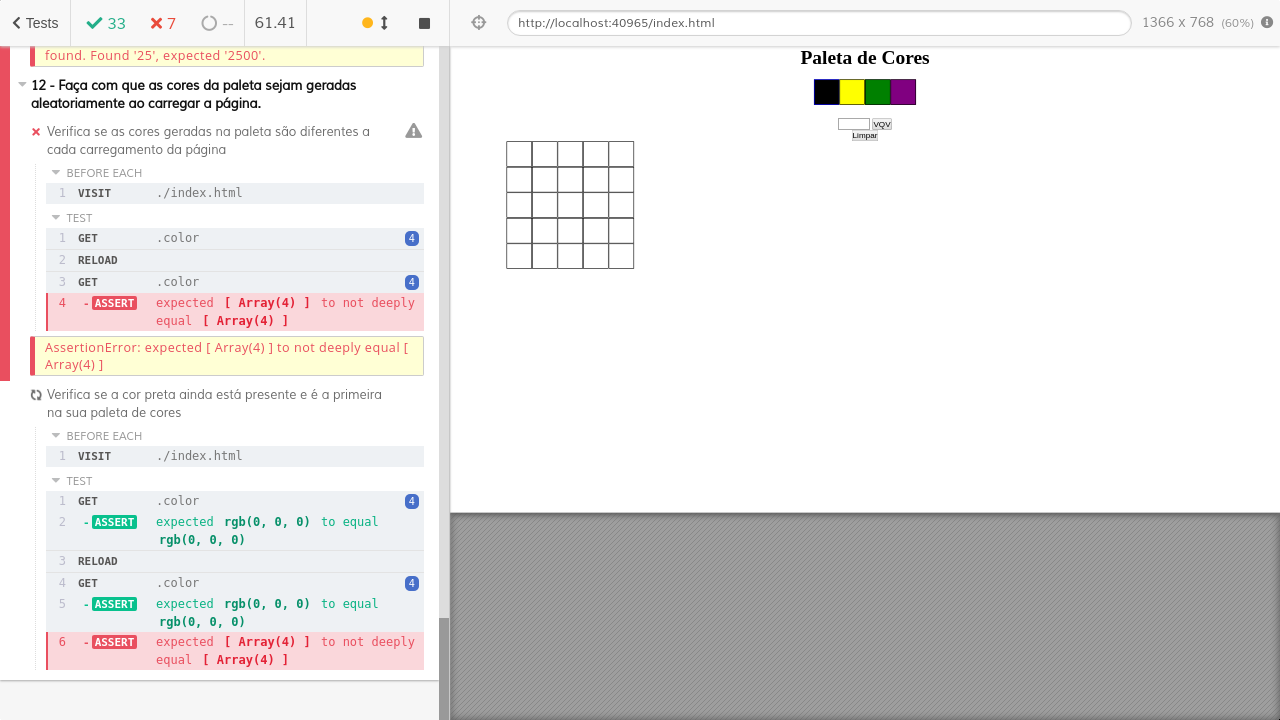 Tests
33
7
--
61.41
http://localhost:40965/index.html
1366 x 768 (60%)
found. Found '25', expected '2500'.
12 - Faça com que as cores da paleta sejam geradas
aleatoriamente ao carregar a página.
Verifica se as cores geradas na paleta são diferentes a
cada carregamento da página
BEFORE EACH
1 VISIT ./index.html
TEST
1 GET .color 4
2 RELOAD
3 GET .color 4
4 -ASSERT expected [ Array(4) ] to not deeply
equal [ Array(4) ]
AssertionError: expected [ Array(4) ] to not deeply equal [
Array(4) ]
Verifica se a cor preta ainda está presente e é a primeira
na sua paleta de cores
BEFORE EACH
1 VISIT ./index.html
TEST
1 GET .color 4
2 -ASSERT expected rgb(0, 0, 0) to equal
rgb(0, 0, 0)
3 RELOAD
4 GET .color 4
5 -ASSERT expected rgb(0, 0, 0) to equal
rgb(0, 0, 0)
6 -ASSERT expected [ Array(4) ] to not deeply
equal [ Array(4) ]
Paleta de Cores
VQV
Limpar